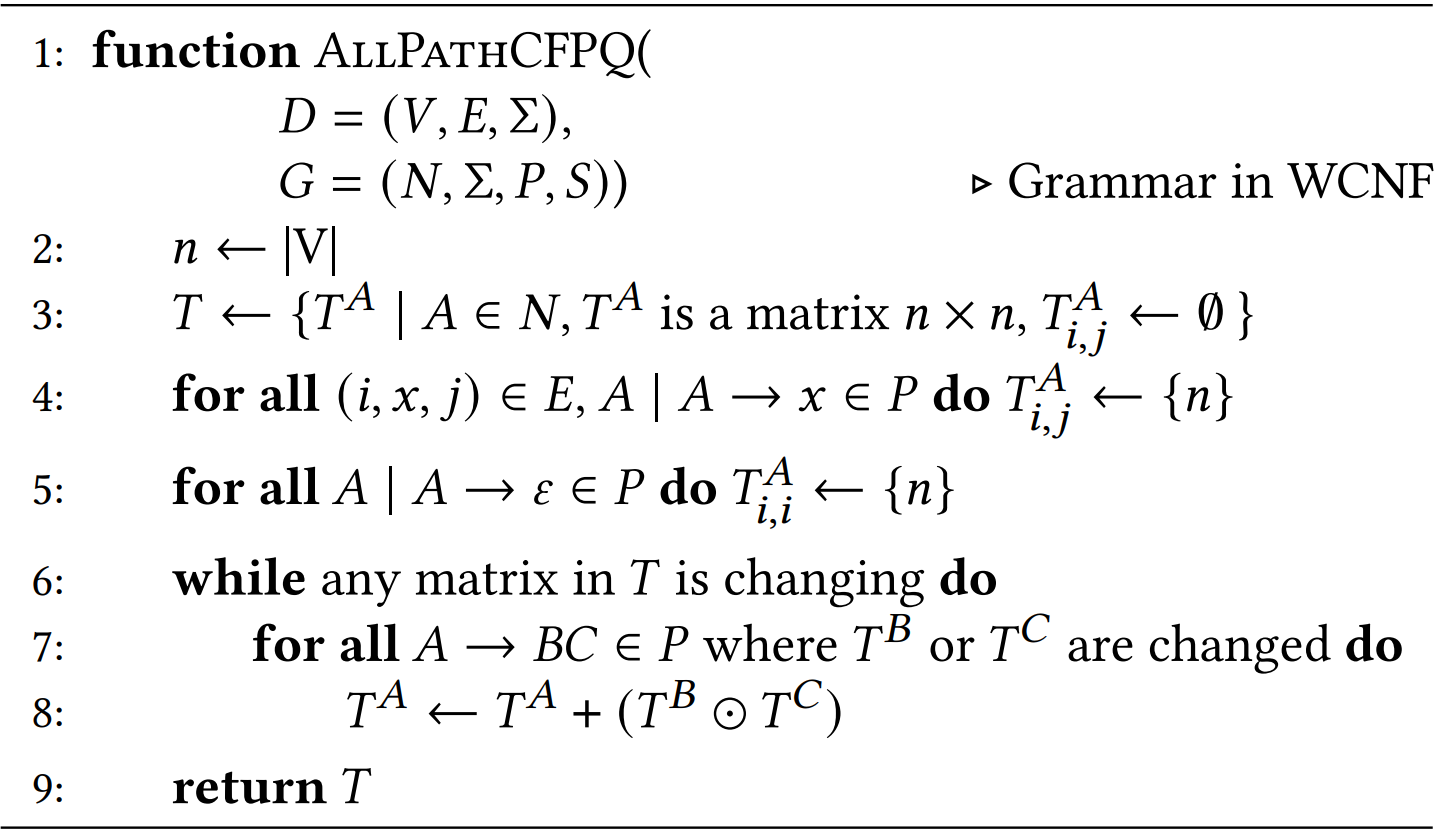 1: function AllPathCFPQ(
D = (V, E, Σ),
G = (N, Σ, P, S)) ▷ Grammar in WCNF
2: n ← |V|
3: T ← {T^A | A ∈ N, T^A is a matrix n × n, T^A_{i,j} ← ∅ }
4: for all (i, x, j) ∈ E, A | A → x ∈ P do T^A_{i,j} ← {n}
5: for all A | A → ε ∈ P do T^A_{i,i} ← {n}
6: while any matrix in T is changing do
7: for all A → BC ∈ P where T^B or T^C are changed do
8: T^A ← T^A + (T^B ⊙ T^C)
9: return T